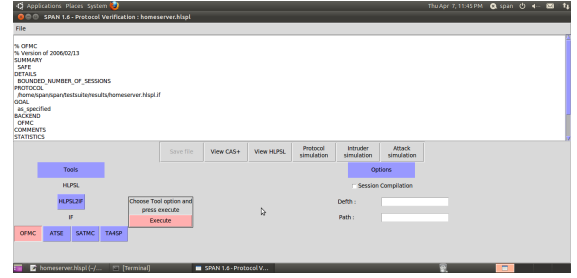 Applications Places System Thu Apr 7, 11:45 PM span
SPAN 1.6 - Protocol Verification : homeserver.hlspl
File
% OFMC
% Version of 2006/02/13
SUMMARY
SAFE
DETAILS
BOUNDED_NUMBER_OF_SESSIONS
PROTOCOL
/home/span/span/testsuite/results/homeserver.hlspl.if
GOAL
as_specified
BACKEND
OFMC
COMMENTS
STATISTICS
Save file View CAS+ View HLPSL Protocol simulation Intruder simulation Attack simulation
Tools Options
HLPSL Session Compilation
HLPSL2IF Choose Tool option and Defth :
press execute
IF Execute Path :
OFMC ATSE SATMC TA4SP
homeserver.hlspl (~/... [Terminal] SPAN 1.6 - Protocol V...